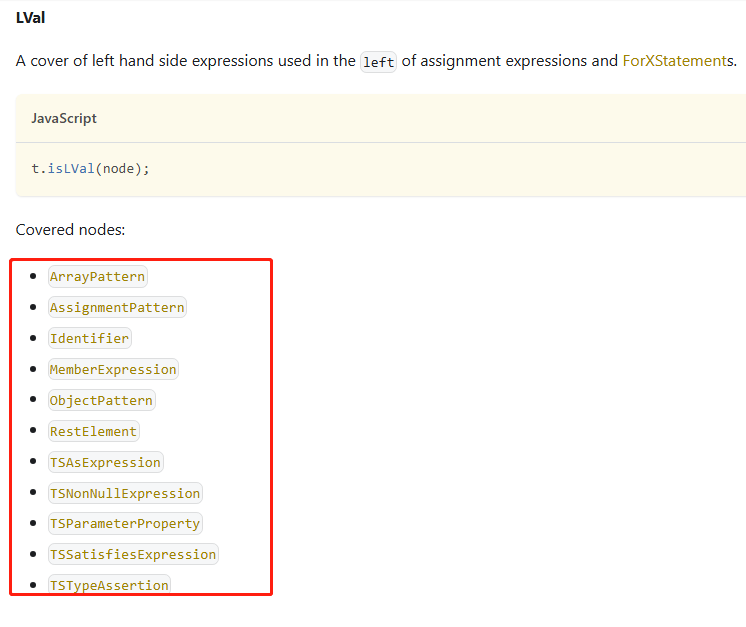 LVal
A cover of left hand side expressions used in the left of assignment expressions and ForXStatements.
JavaScript
t.isLVal(node);
Covered nodes:
ArrayPattern
AssignmentPattern
Identifier
MemberExpression
ObjectPattern
RestElement
TSAsExpression
TSNonNullExpression
TSParameterProperty
TSSatisfiesExpression
TSTypeAssertion